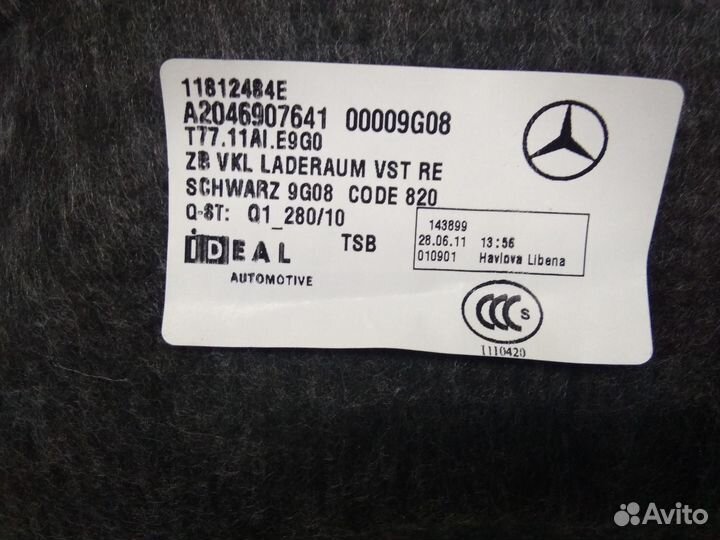 11812484E
A2046907641 00009G08
T77.11AI.E9G0
ZB VKL LADERAUM VST RE
SCHWARZ 9G08 CODE 820
Q-ST: Q1_280/10
IDEAL TSB
AUTOMOTIVE
143899
28.06.11 13:56
010901 Havlova Libena
CCC S
1110420
Avito